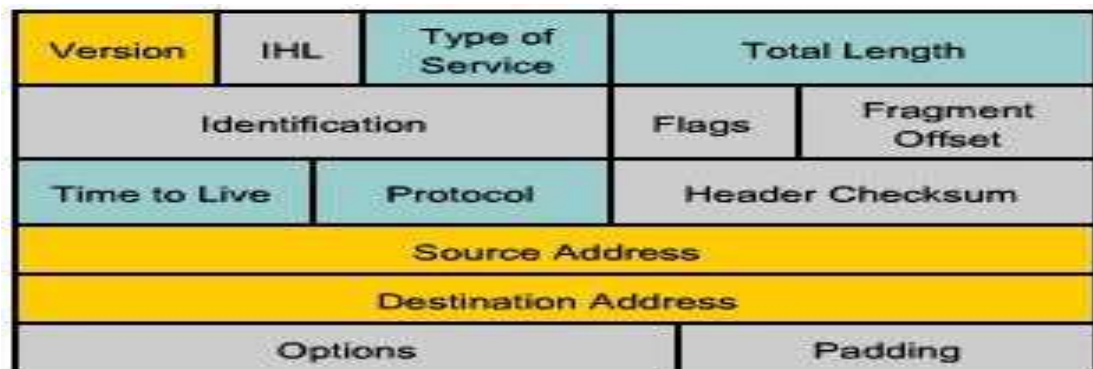 Version IHL Type of Service Total Length
Identification Flags Fragment Offset
Time to Live Protocol Header Checksum
Source Address
Destination Address
Options Padding